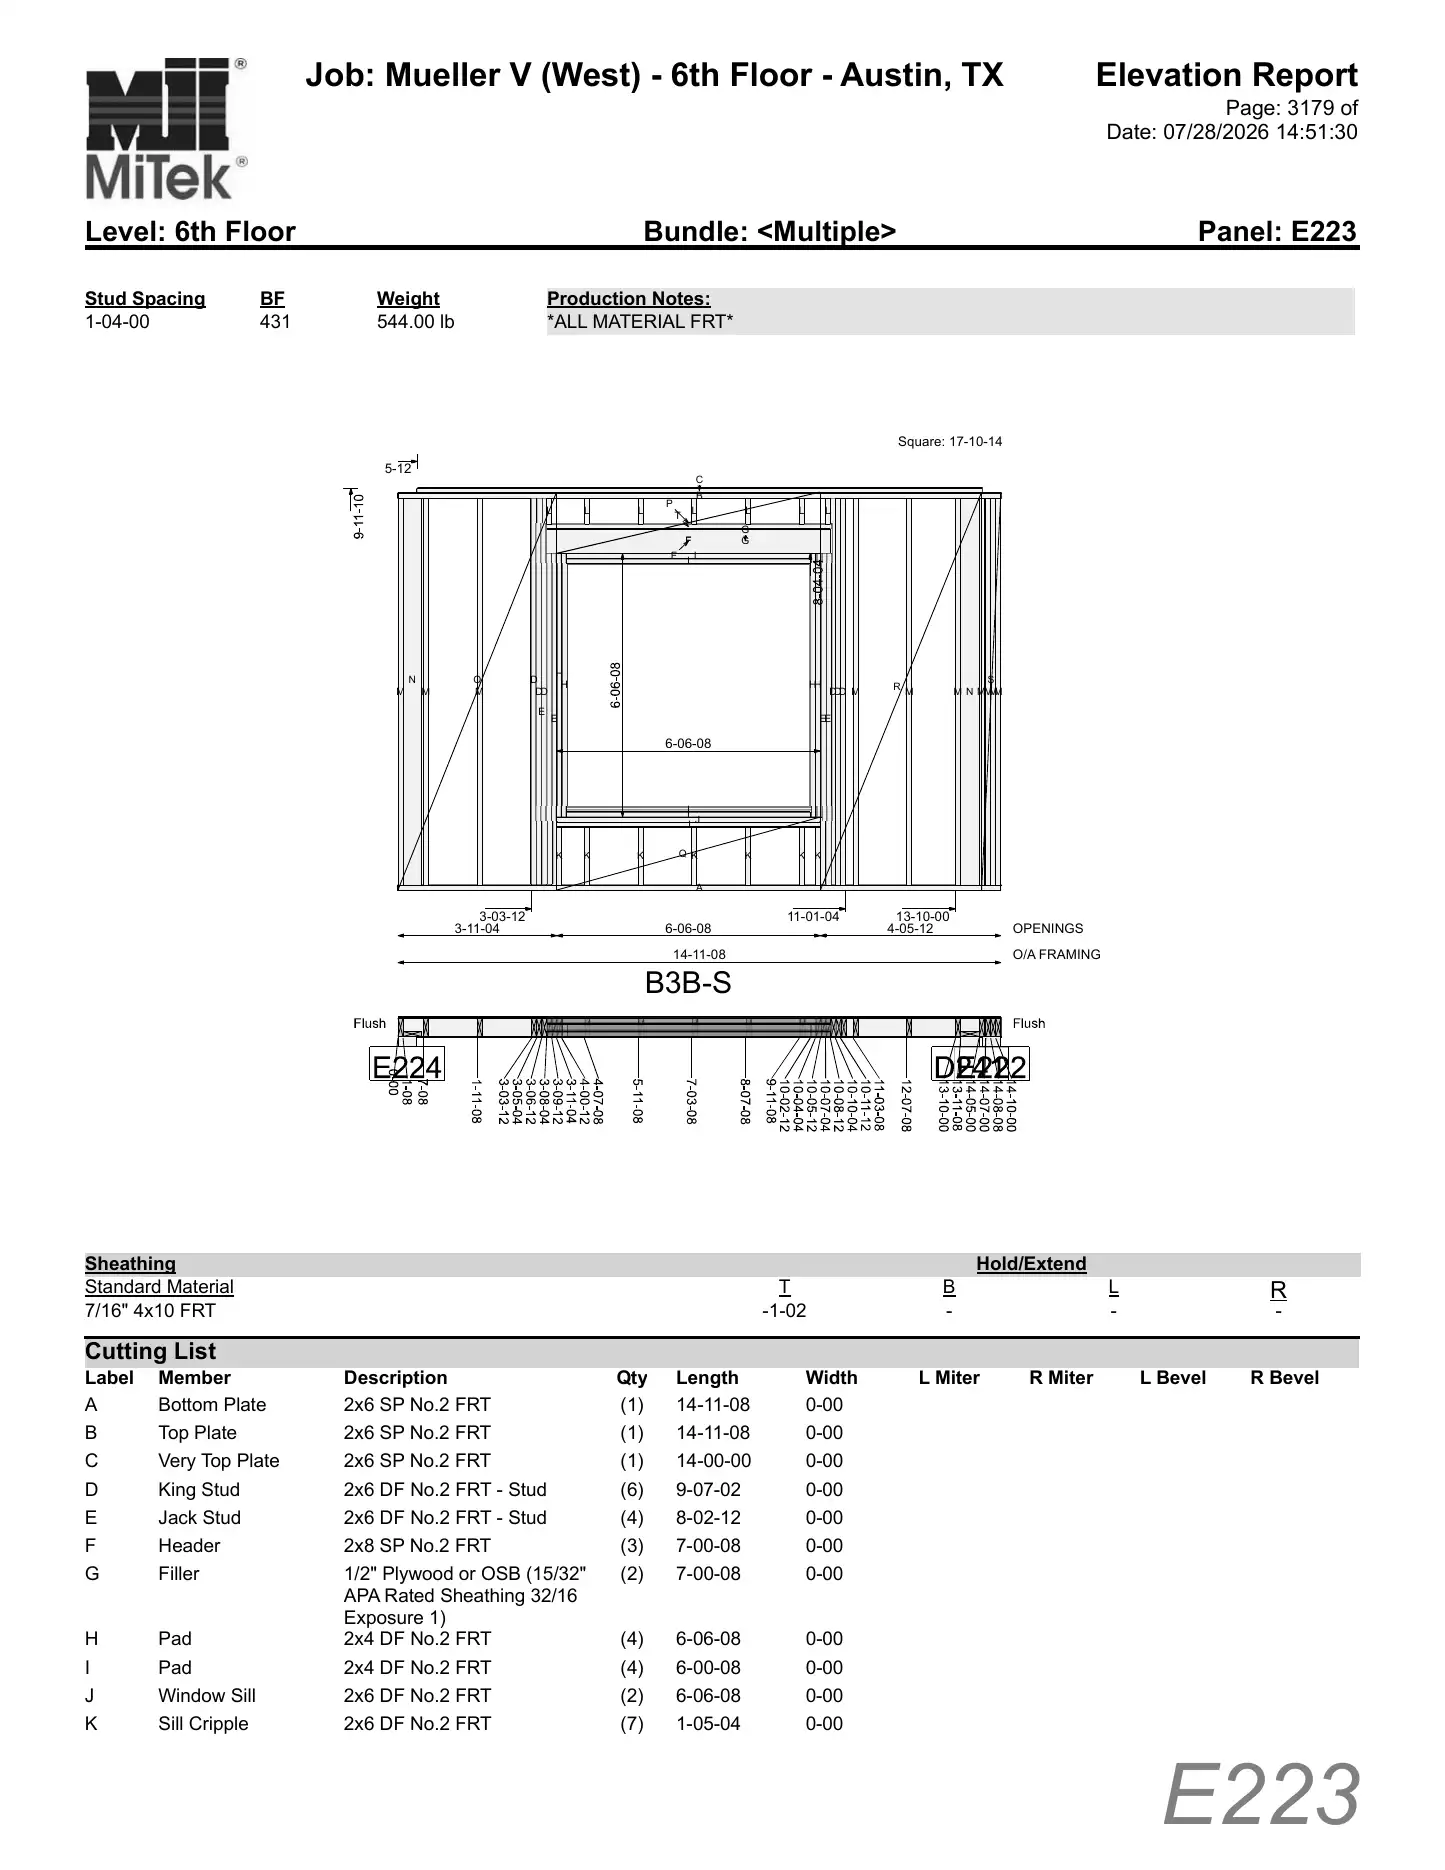 MiTek®
Job: Mueller V (West) - 6th Floor - Austin, TX
Elevation Report
Page: 3179 of
Date: 07/28/2026 14:51:30
Level: 6th Floor Bundle: <Multiple> Panel: E223
Stud Spacing BF Weight Production Notes:
1-04-00 431 544.00 lb *ALL MATERIAL FRT*
Square: 17-10-14
5-12
9-11-10
C
B
P
T
L L L L L L L
O
F G
F I
8-04-04
6-06-08
N O D H H R S
M M M D D M M M N M M M
E
E E
6-06-08
I
J
K K K Q K K K K
A
3-03-12 11-01-04 13-10-00
3-11-04 6-06-08 4-05-12 OPENINGS
14-11-08 O/A FRAMING
B3B-S
Flush Flush
E224 E222
0-00
1-08
7-08
1-11-08
3-03-12
3-05-04
3-06-12
3-08-04
3-09-12
3-11-04
4-00-12
4-07-08
5-11-08
7-03-08
8-07-08
9-11-08
10-02-12
10-04-04
10-05-12
10-07-04
10-08-12
10-10-04
10-11-12
11-03-08
12-07-08
13-10-00
13-11-08
14-05-00
14-07-00
14-08-08
14-10-00
Sheathing Hold/Extend
Standard Material T B L R
7/16" 4x10 FRT -1-02 - - -
Cutting List
Label Member Description Qty Length Width L Miter R Miter L Bevel R Bevel
A Bottom Plate 2x6 SP No.2 FRT (1) 14-11-08 0-00
B Top Plate 2x6 SP No.2 FRT (1) 14-11-08 0-00
C Very Top Plate 2x6 SP No.2 FRT (1) 14-00-00 0-00
D King Stud 2x6 DF No.2 FRT - Stud (6) 9-07-02 0-00
E Jack Stud 2x6 DF No.2 FRT - Stud (4) 8-02-12 0-00
F Header 2x8 SP No.2 FRT (3) 7-00-08 0-00
G Filler 1/2" Plywood or OSB (15/32" (2) 7-00-08 0-00
APA Rated Sheathing 32/16
Exposure 1)
H Pad 2x4 DF No.2 FRT (4) 6-06-08 0-00
I Pad 2x4 DF No.2 FRT (4) 6-00-08 0-00
J Window Sill 2x6 DF No.2 FRT (2) 6-06-08 0-00
K Sill Cripple 2x6 DF No.2 FRT (7) 1-05-04 0-00
E223